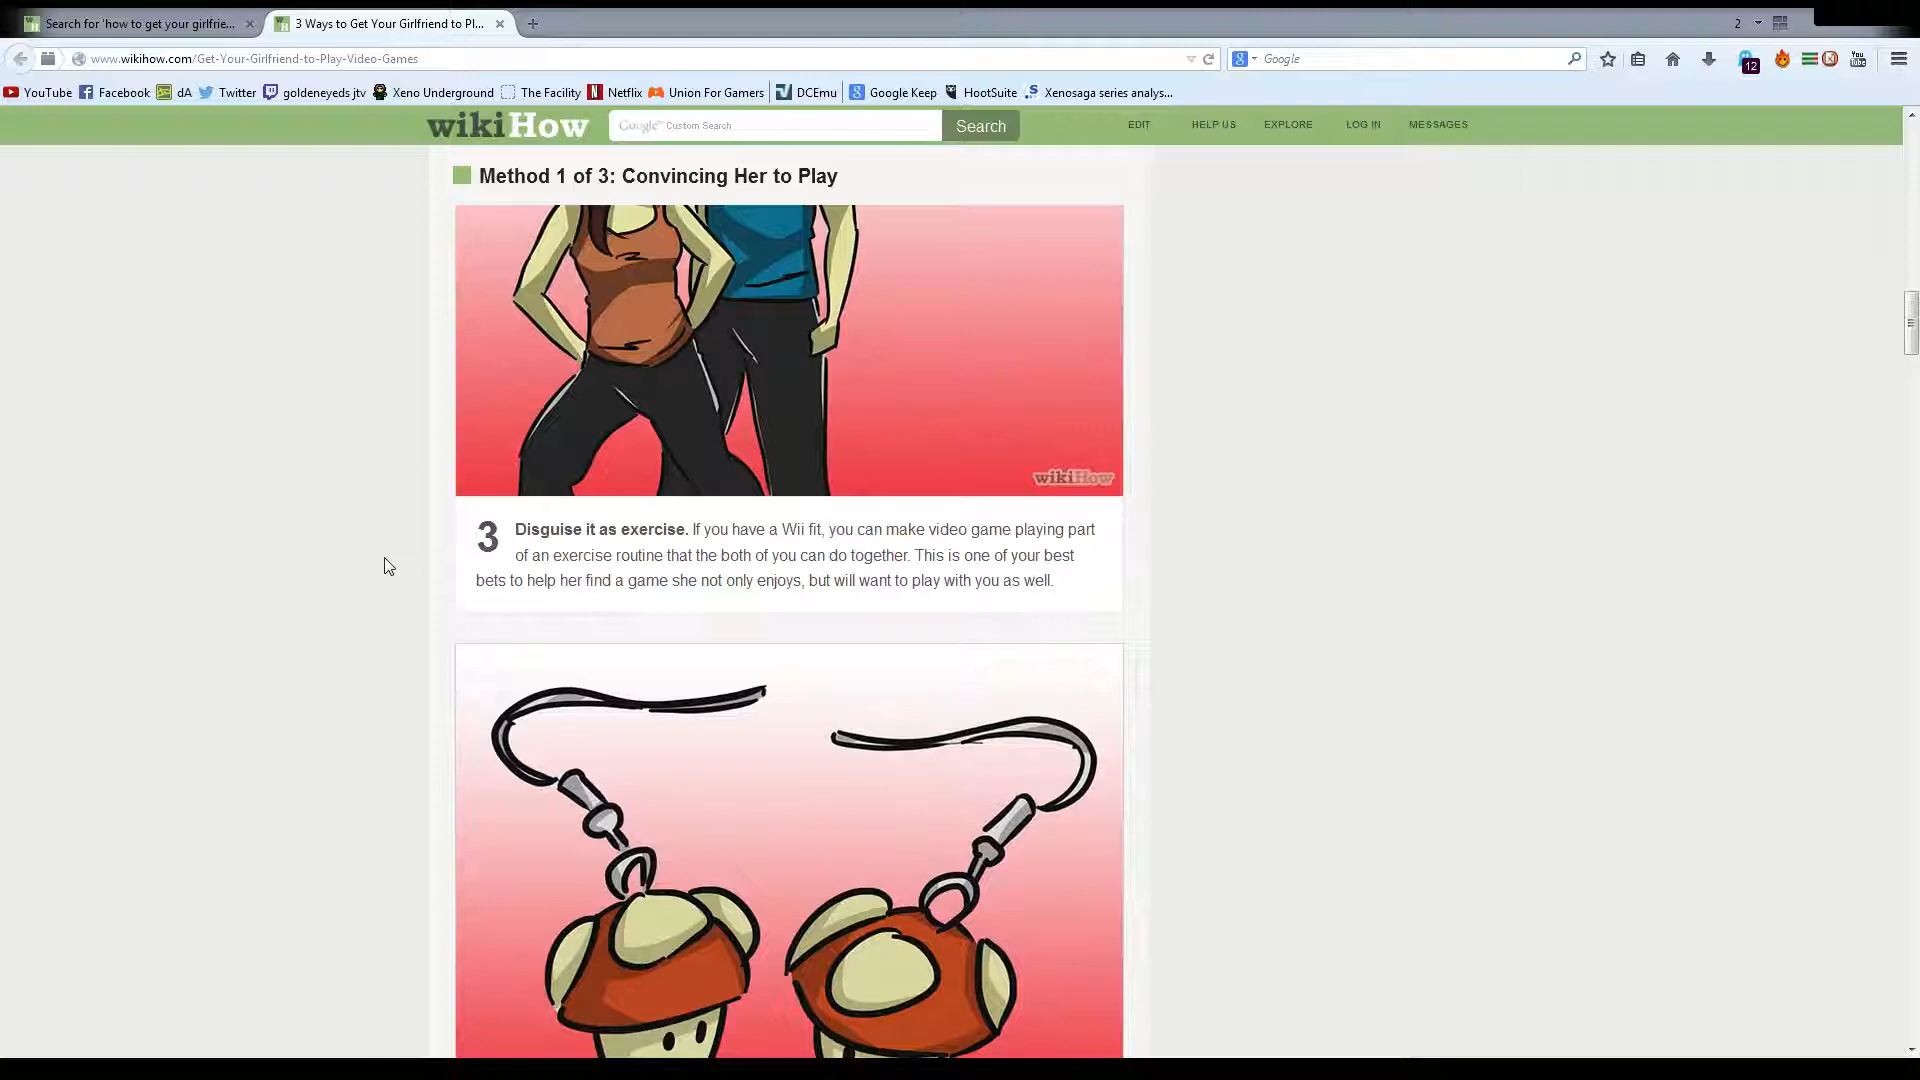 Search for 'how to get your girlfrie...
3 Ways to Get Your Girlfriend to Pl...
2
www.wikihow.com/Get-Your-Girlfriend-to-Play-Video-Games
Google
12
YouTube
Facebook
dA
Twitter
goldeneyeds jtv
Xeno Underground
The Facility
Netflix
Union For Gamers
DCEmu
Google Keep
HootSuite
Xenosaga series analys...
wikiHow
Google™ Custom Search
Search
EDIT
HELP US
EXPLORE
LOG IN
MESSAGES
Method 1 of 3: Convincing Her to Play
wikiHow
3 Disguise it as exercise. If you have a Wii fit, you can make video game playing part
of an exercise routine that the both of you can do together. This is one of your best
bets to help her find a game she not only enjoys, but will want to play with you as well.